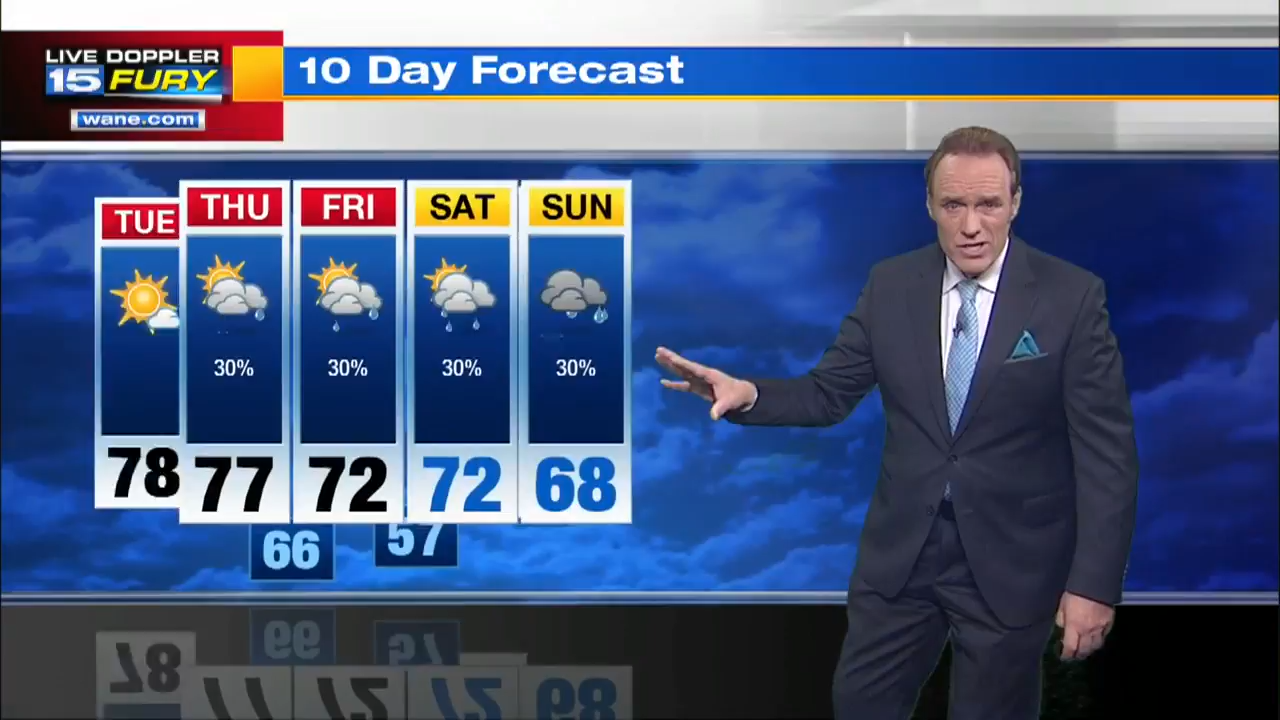 LIVE DOPPLER
15 FURY
wane.com
10 Day Forecast
TUE THU FRI SAT SUN
30% 30% 30% 30%
78 77 72 72 68
66 57